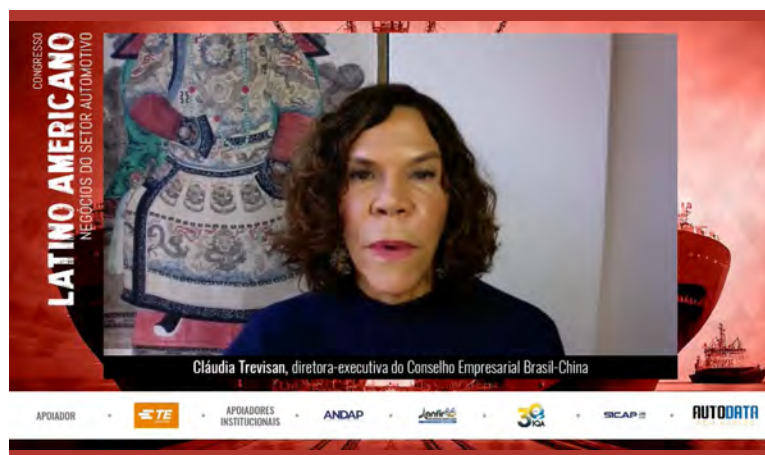 CONGRESSO
LATINO AMERICANO
NEGÓCIOS DO SETOR AUTOMOTIVO
Cláudia Trevisan, diretora-executiva do Conselho Empresarial Brasil-China
APOIADOR
TE
APOIADORES
INSTITUCIONAIS
ANDAP
IQA
SICAP
AUTODATA